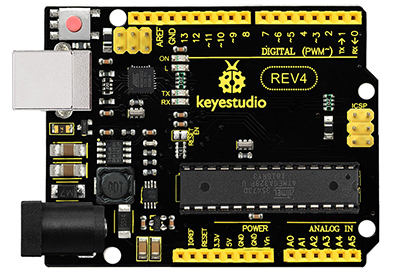 AREF
GND
13
12
~11
~10
~9
8
7
~6
~5
4
~3
2
TX→1
RX←0
DIGITAL (PWM~)
ON
L
TX
RX
keyestudio
REV4
ICSP
RESET
EN
POWER
ANALOG IN
IOREF
RESET
3.3V
5V
GND
GND
Vin
A0
A1
A2
A3
A4
A5